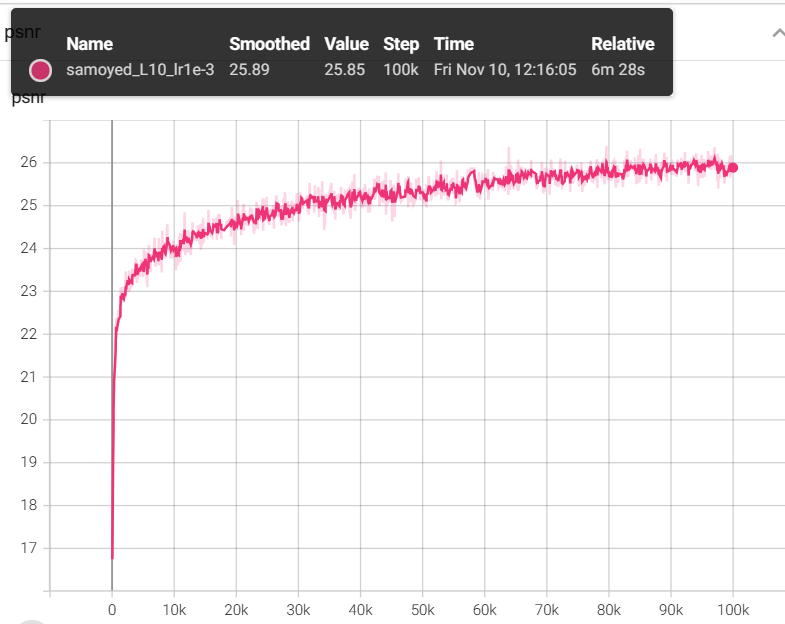 psnr
Name Smoothed Value Step Time Relative
samoyed_L10_lr1e-3 25.89 25.85 100k Fri Nov 10, 12:16:05 6m 28s
psnr
26
25
24
23
22
21
20
19
18
17
0 10k 20k 30k 40k 50k 60k 70k 80k 90k 100k